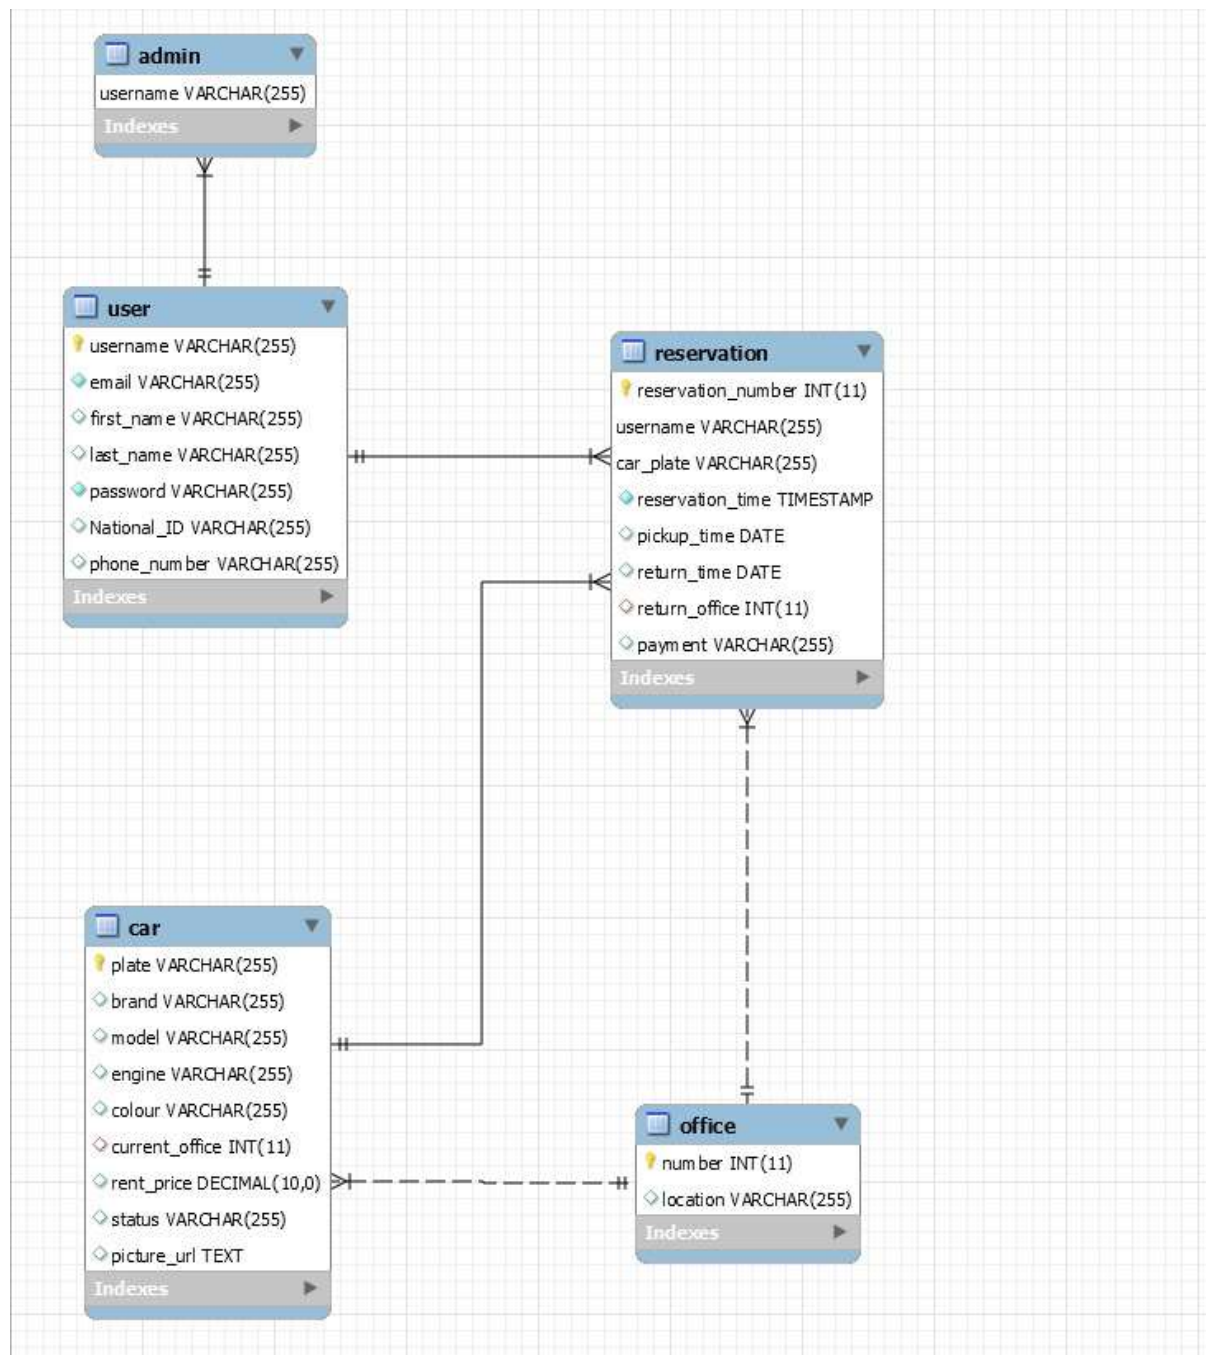 admin
username VARCHAR(255)
Indexes
user
username VARCHAR(255)
email VARCHAR(255)
first_name VARCHAR(255)
last_name VARCHAR(255)
password VARCHAR(255)
National_ID VARCHAR(255)
phone_number VARCHAR(255)
Indexes
reservation
reservation_number INT(11)
username VARCHAR(255)
car_plate VARCHAR(255)
reservation_time TIMESTAMP
pickup_time DATE
return_time DATE
return_office INT(11)
payment VARCHAR(255)
Indexes
car
plate VARCHAR(255)
brand VARCHAR(255)
model VARCHAR(255)
engine VARCHAR(255)
colour VARCHAR(255)
current_office INT(11)
rent_price DECIMAL(10,0)
status VARCHAR(255)
picture_url TEXT
Indexes
office
number INT(11)
location VARCHAR(255)
Indexes